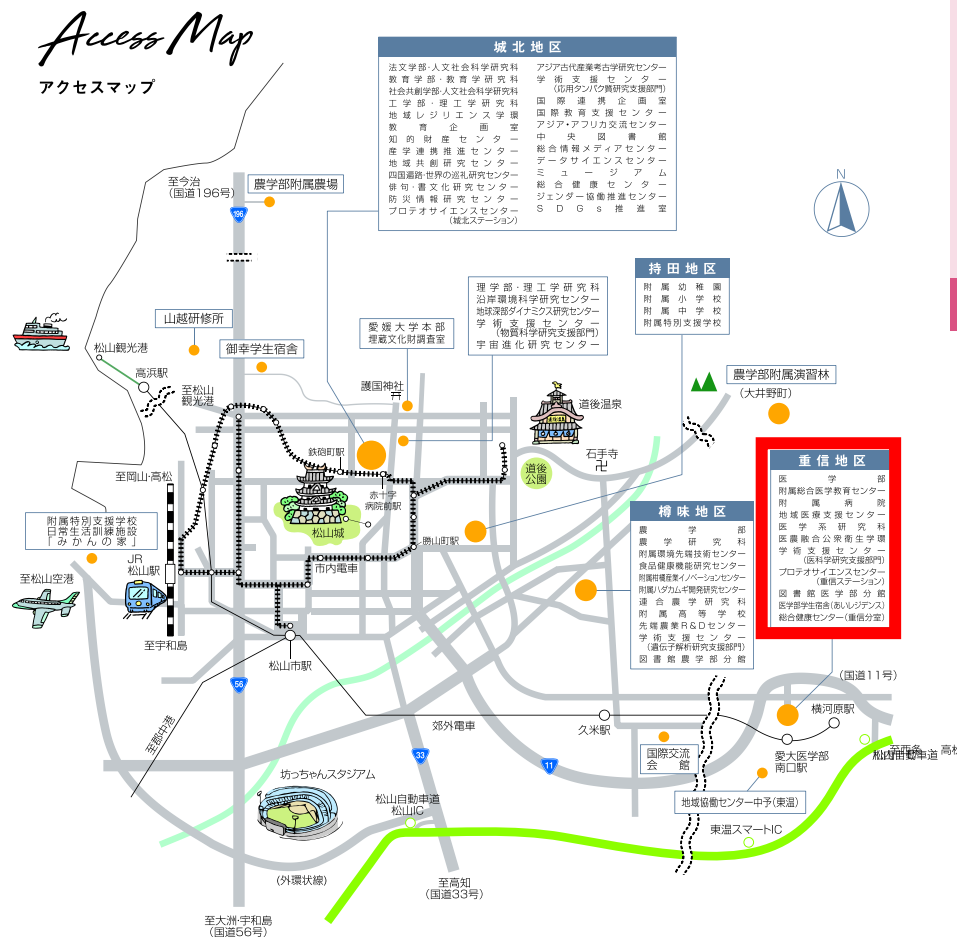 Access Map
アクセスマップ
城北地区
法文学部・人文社会科学研究科
教育学部・教育学研究科
社会共創学部・人文社会科学研究科
工学部・理工学研究科
地域レジリエンス学環
教育企画室
知的財産センター
産学連携推進センター
地域共創研究センター
四国遍路・世界の巡礼研究センター
俳句・書文化研究センター
防災情報研究センター
プロテオサイエンスセンター
(城北ステーション)
アジア古代産業考古学研究センター
学術支援センター
(応用タンパク質研究支援部門)
国際連携企画室
国際教育支援センター
アジア・アフリカ交流センター
中央図書館
総合情報メディアセンター
データサイエンスセンター
ミュージアム
総合健康センター
ジェンダー協働推進センター
SDGs推進室
N
至今治
(国道196号)
農学部附属農場
196
持田地区
附属幼稚園
附属小学校
附属中学校
附属特別支援学校
理学部・理工学研究科
沿岸環境科学研究センター
地球深部ダイナミクス研究センター
学術支援センター
(物質科学研究支援部門)
宇宙進化研究センター
山越研修所
愛媛大学本部
埋蔵文化財調査室
御幸学生宿舎
松山観光港
高浜駅
至松山
観光港
護国神社
道後温泉
農学部附属演習林
(大井野町)
鉄砲町駅
石手寺
卍
道後
公園
至岡山・高松
赤十字
病院前駅
松山城
勝山町駅
附属特別支援学校
日常生活訓練施設
「みかんの家」
JR
松山駅
市内電車
至松山空港
至宇和島
松山市駅
樽味地区
農学部
農学研究科
附属環境先端技術センター
食品健康機能研究センター
附属柑橘産業イノベーションセンター
附属ハダカムギ開発研究センター
連合農学研究科
附属高等学校
先端農業R&Dセンター
学術支援センター
(遺伝子解析研究支援部門)
図書館農学部分館
重信地区
医学部
附属総合医学教育センター
附属病院
地域医療支援センター
医学系研究科
医農融合公衆衛生学環
学術支援センター
(医科学研究支援部門)
プロテオサイエンスセンター
(重信ステーション)
図書館医学部分館
医学部学生宿舎(あいレジデンス)
総合健康センター(重信分室)
(国道11号)
56
至郡中港
郊外電車
久米駅
横河原駅
国際交流
会館
愛大医学部
南口駅
33
11
地域協働センター中予(東温)
坊っちゃんスタジアム
松山自動車道
松山IC
東温スマートIC
(外環状線)
至高知
(国道33号)
至大洲・宇和島
(国道56号)